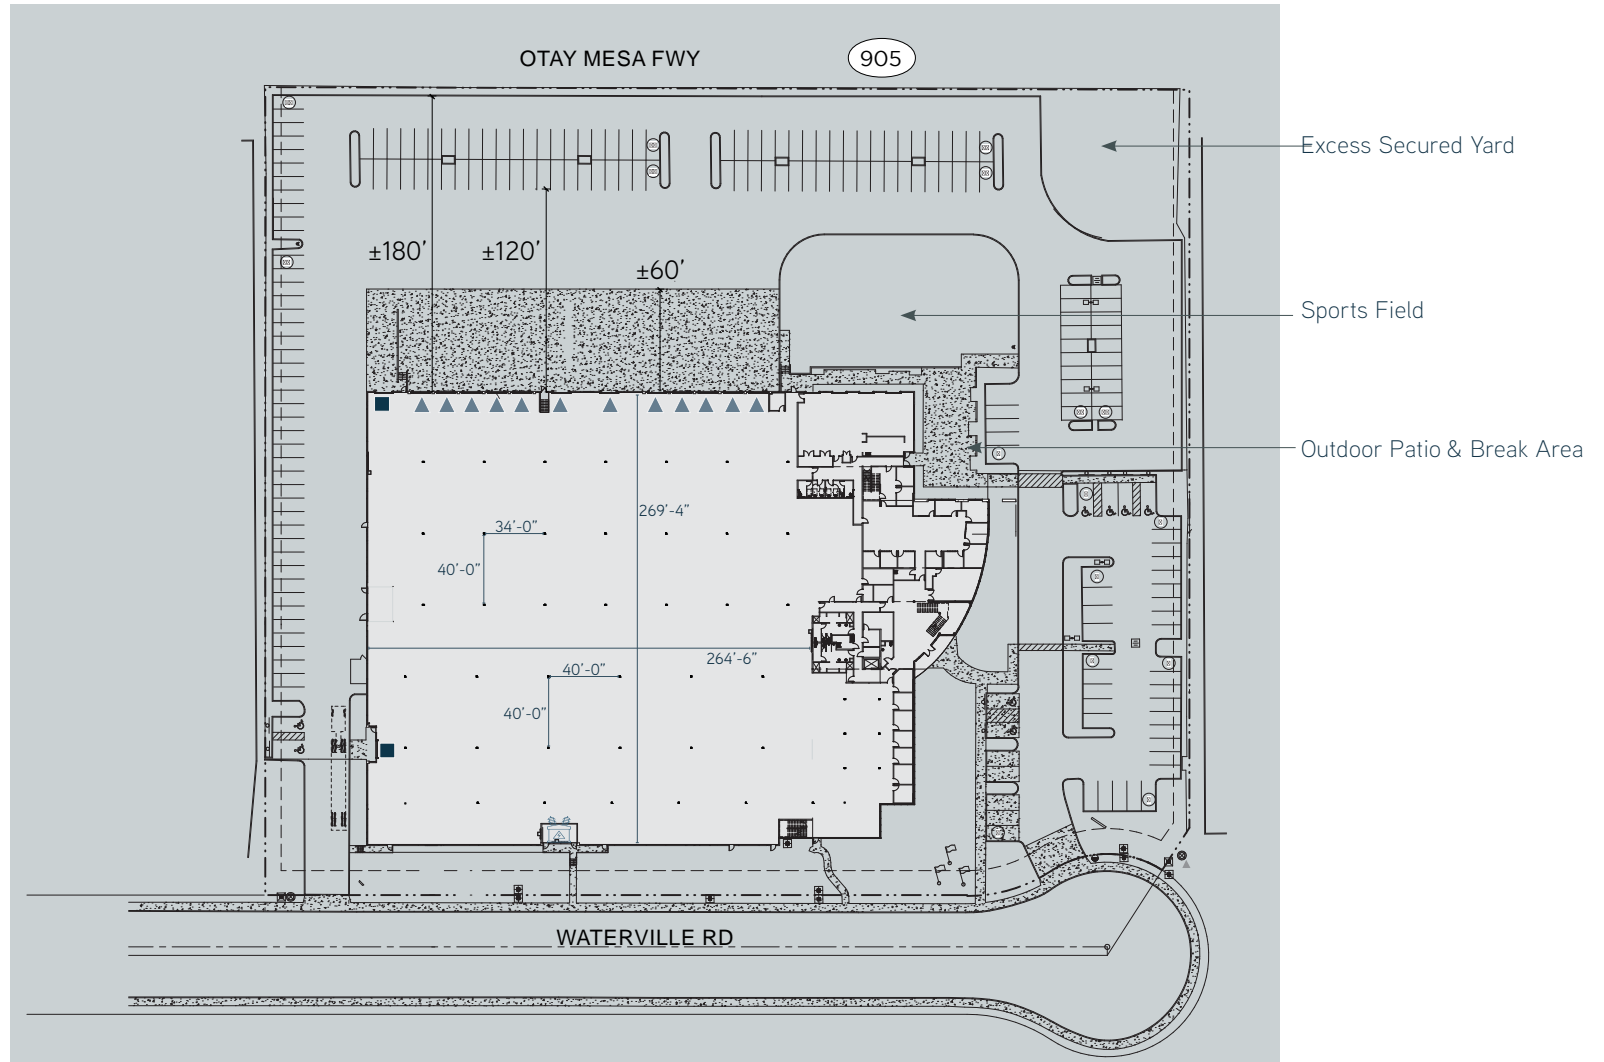 OTAY MESA FWY
905
Excess Secured Yard
±180’
±120’
±60’
Sports Field
Outdoor Patio & Break Area
269’-4”
34’-0”
40’-0”
264’-6”
40’-0”
40’-0”
WATERVILLE RD